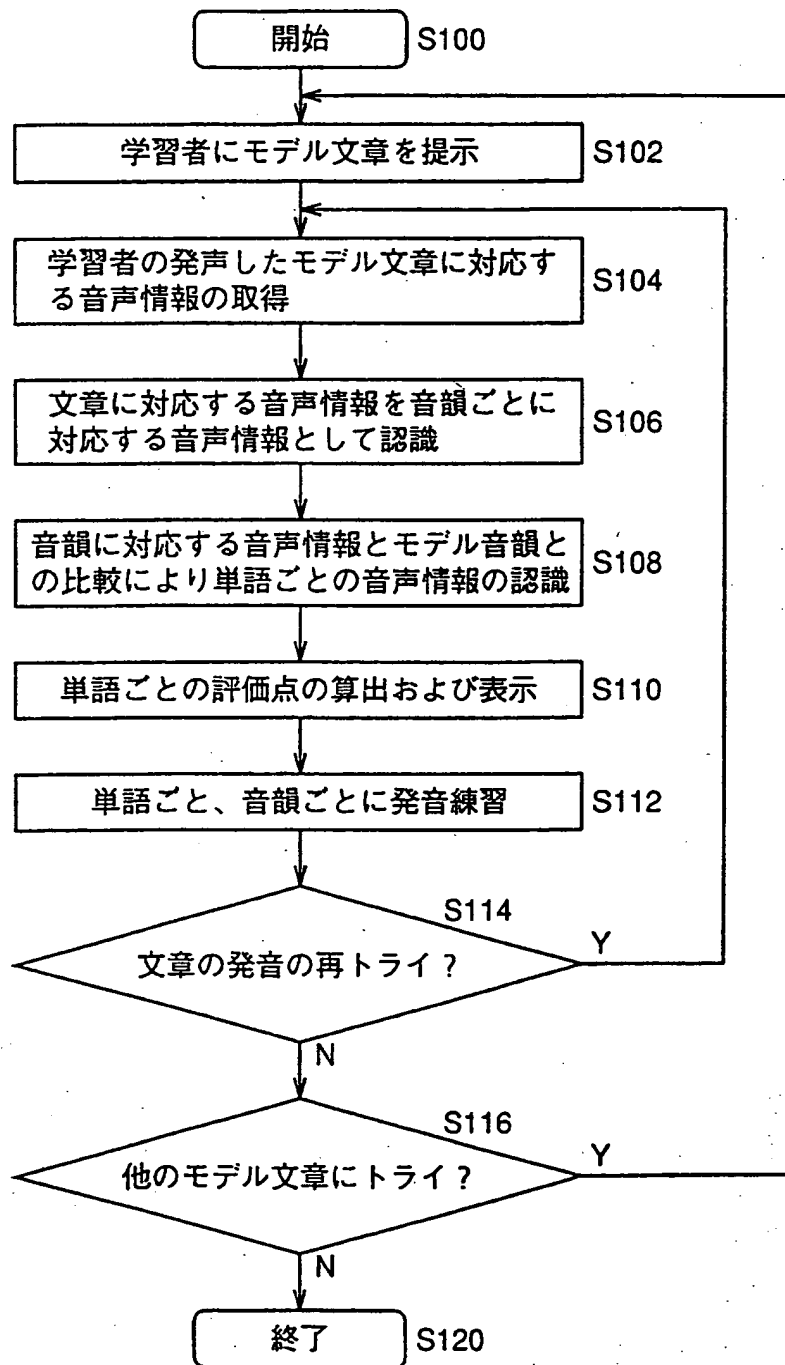 開始 S100
学習者にモデル文章を提示 S102
学習者の発声したモデル文章に対応す
る音声情報の取得
S104
文章に対応する音声情報を音韻ごとに
対応する音声情報として認識
S106
音韻に対応する音声情報とモデル音韻と
の比較により単語ごとの音声情報の認識
S108
単語ごとの評価点の算出および表示 S110
単語ごと、音韻ごとに発音練習 S112
S114
文章の発音の再トライ?
Y
N
S116
他のモデル文章にトライ?
Y
N
終了 S120